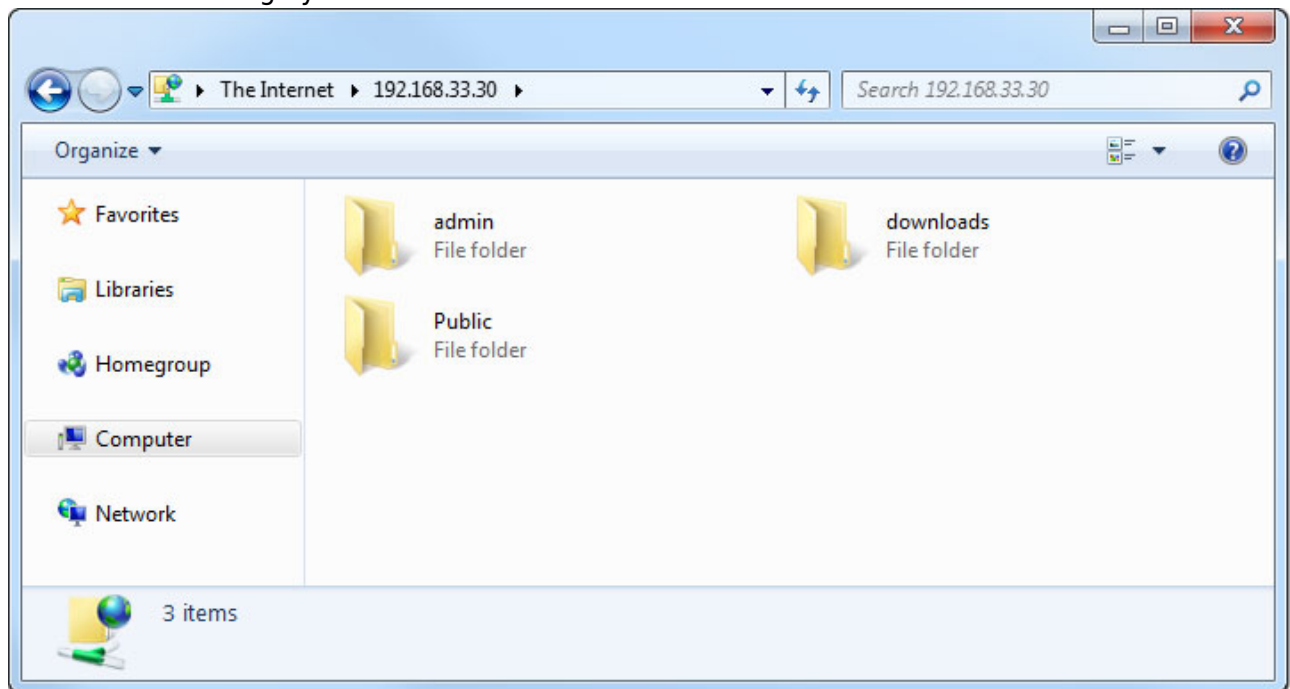 The Internet 192.168.33.30 Search 192.168.33.30
Organize
Favorites
Libraries
Homegroup
Computer
Network
admin
File folder
downloads
File folder
Public
File folder
3 items